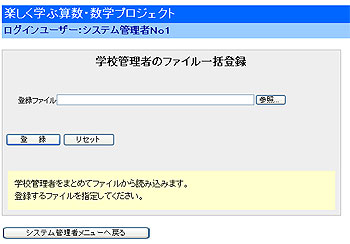 楽しく学ぶ算数・数学プロジェクト
ログインユーザー:システム管理者No1
学校管理者のファイル一括登録
登録ファイル 参照...
登 録 リセット
学校管理者をまとめてファイルから読み込みます。
登録するファイルを指定してください。
システム管理者メニューへ戻る